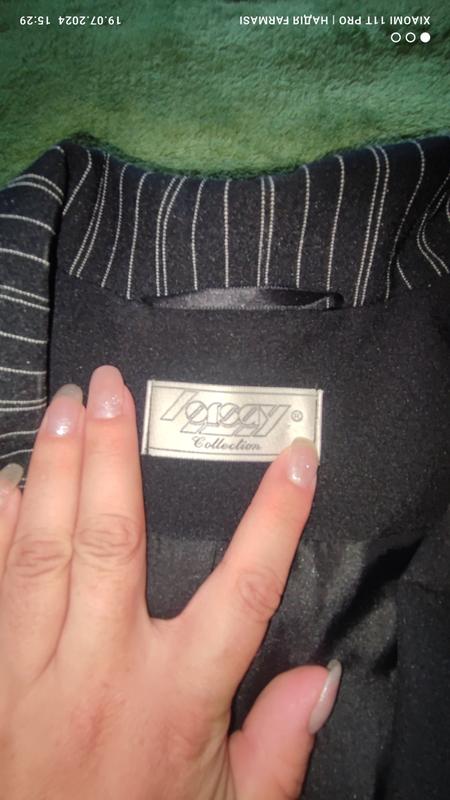 XIAOMI 11T PRO | НАДІЯ FARMASI
19.07.2024 15:29
Collection
®